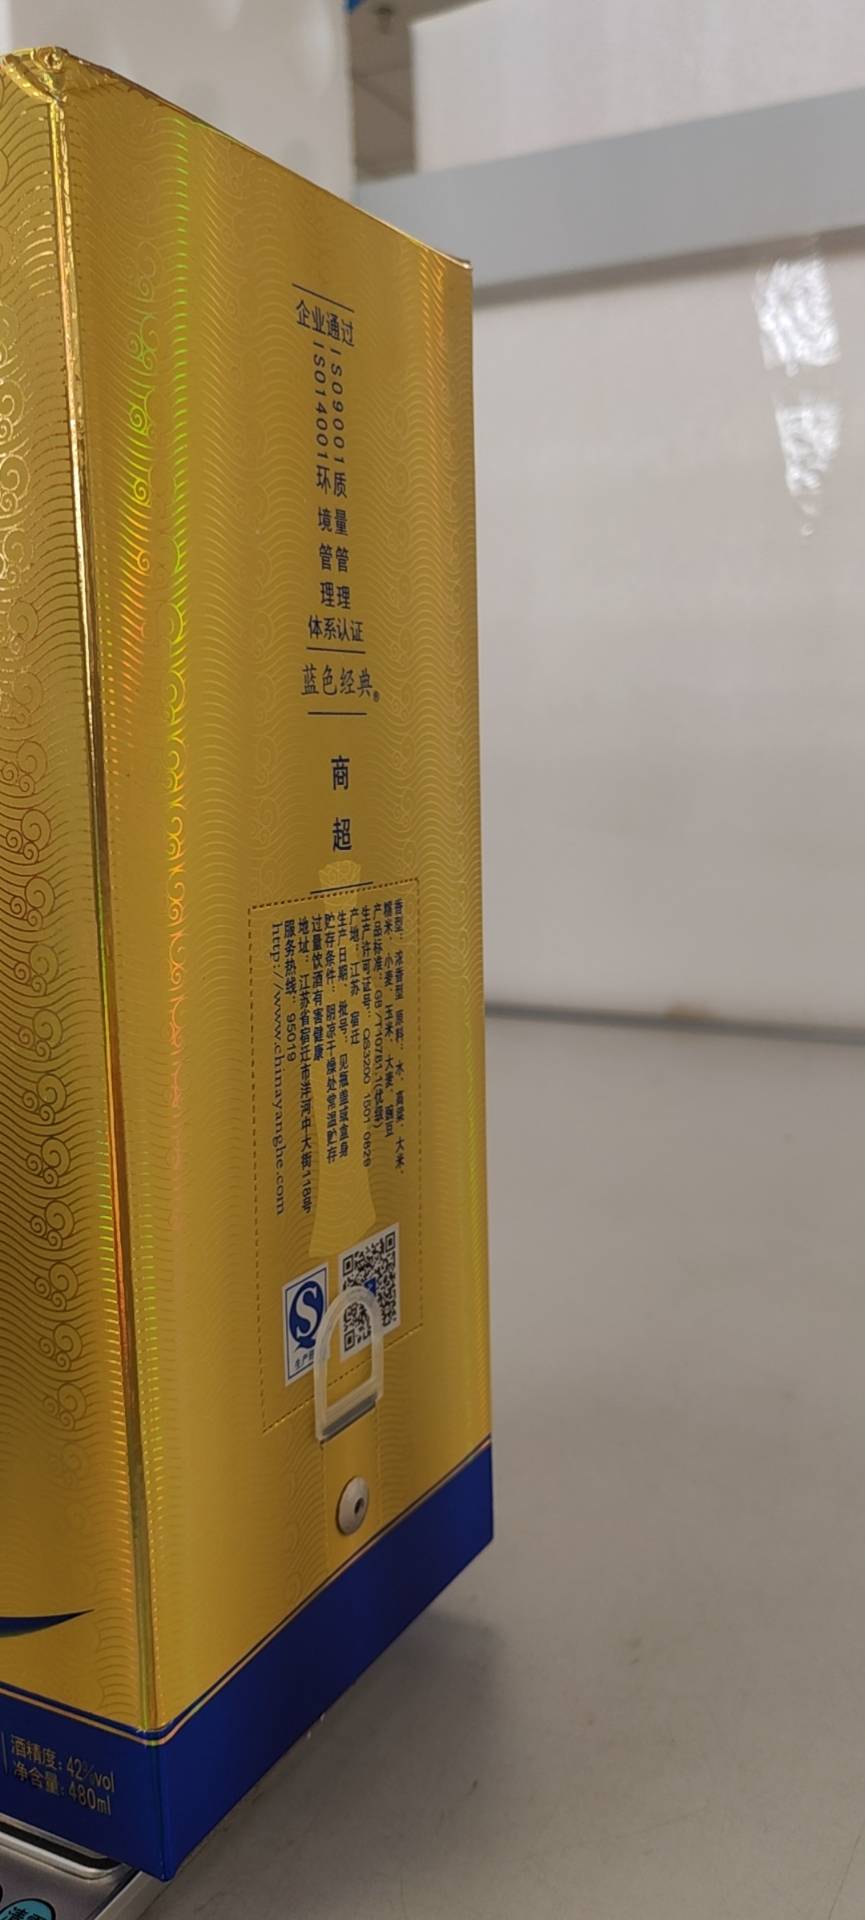 企业通过
ISO9001质量管理
ISO14001环境管理
体系认证
蓝色经典®
商超
香型：浓香型 原料：水、高粱、大米、
糯米、小麦、玉米、大麦、豌豆
产品标准：GB/T10781.1(优级)
生产许可证号：QS3200 1501 0829
产地：江苏 宿迁
生产日期、批号：见瓶盖或盒身
贮存条件：阴凉干燥处常温贮存
过量饮酒有害健康
地址：江苏省宿迁市洋河中大街118号
服务热线：95019
http://www.chinayanghe.com
生产
酒精度：42%vol
净含量：480ml